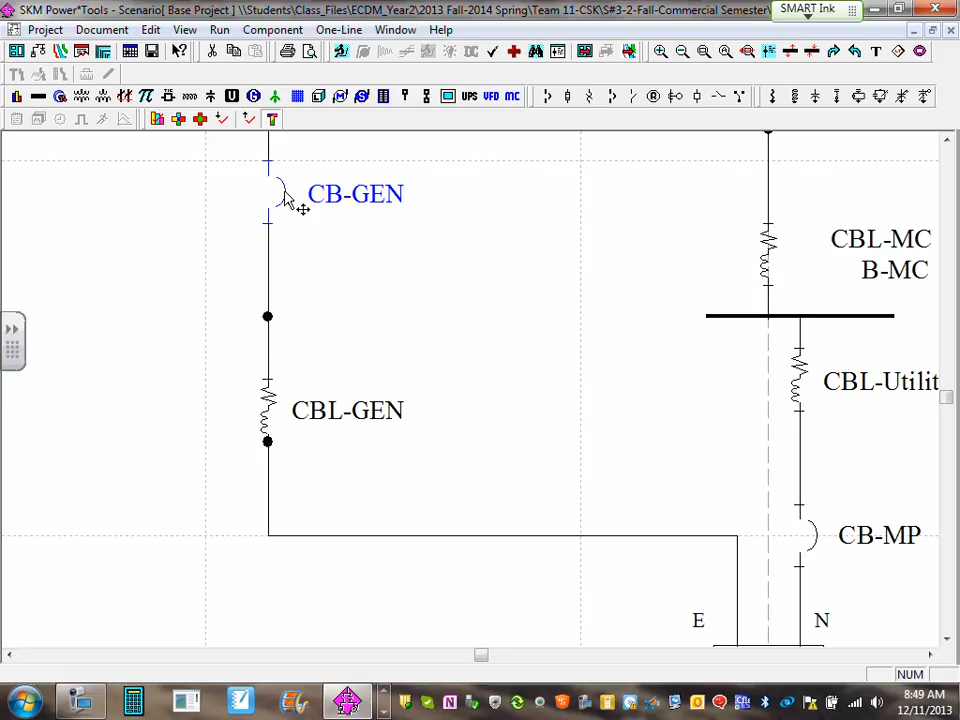 SKM Power*Tools - Scenario[ Base Project ] \\Students\Class_Files\ECDM_Year2\2013 Fall-2014 Spring\Team 11-CSK\S#3-2-Fall-Commercial Semester\
SMART Ink
Project Document Edit View Run Component One-Line Window Help
UPS VFD MC
CB-GEN
CBL-MC
B-MC
CBL-Utilit
CBL-GEN
CB-MP
E N
NUM
8:49 AM
12/11/2013